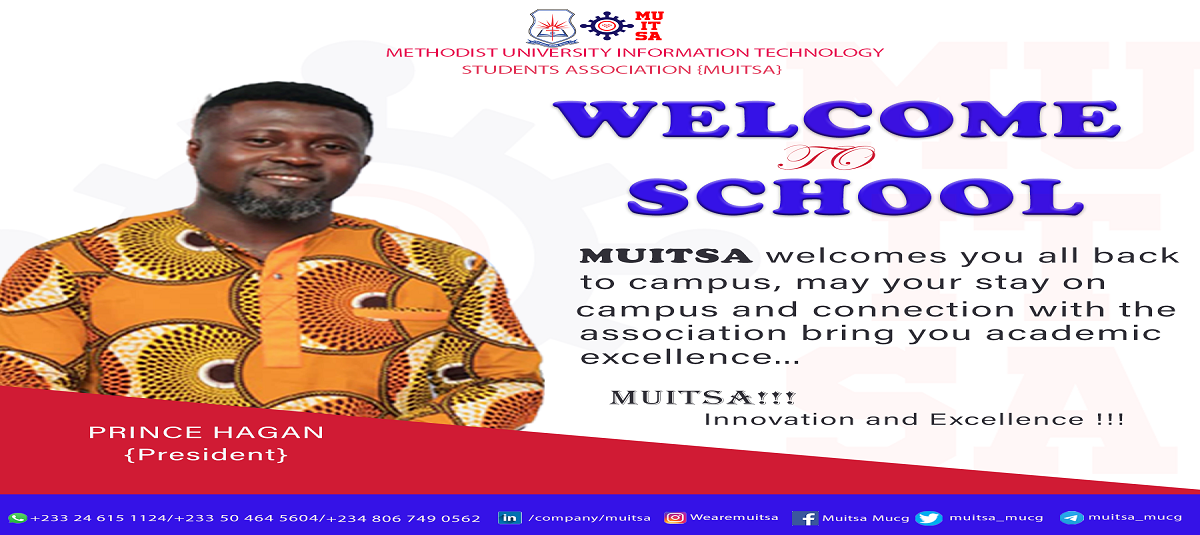 MU
IT
SA
METHODIST UNIVERSITY INFORMATION TECHNOLOGY
STUDENTS ASSOCIATION {MUITSA}
WELCOME
TO
SCHOOL
MUITSA welcomes you all back
to campus, may your stay on
campus and connection with the
association bring you academic
excellence...
MUITSA!!!
Innovation and Excellence !!!
PRINCE HAGAN
{President}
+233 24 615 1124/+233 50 464 5604/+234 806 749 0562 in /company/muitsa Wearemuitsa f Muitsa Mucg muitsa_mucg muitsa_mucg
MU
IT
SA